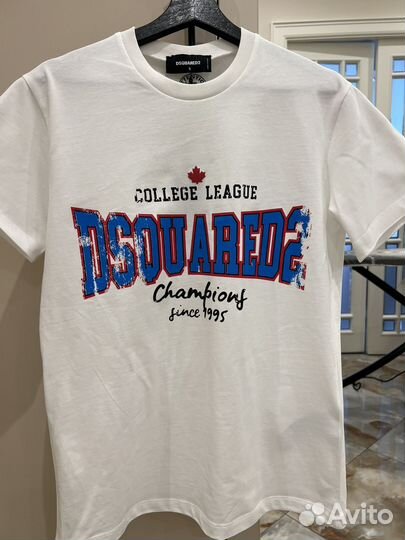 DSQUARED2
L
COLLEGE LEAGUE
DSQUARED2
Champions
since 1995
Avito